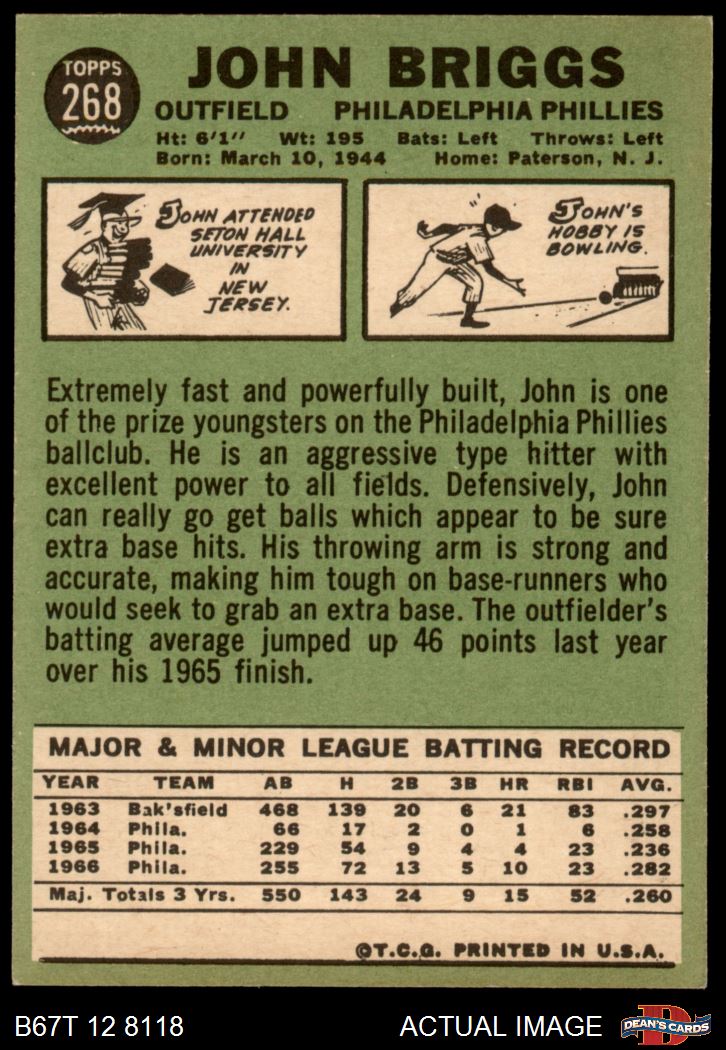 TOPPS
268
JOHN BRIGGS
OUTFIELD PHILADELPHIA PHILLIES
Ht: 6'1" Wt: 195 Bats: Left Throws: Left
Born: March 10, 1944 Home: Paterson, N. J.
JOHN ATTENDED
SETON HALL
UNIVERSITY
IN
NEW
JERSEY.
JOHN'S
HOBBY IS
BOWLING.
Extremely fast and powerfully built, John is one
of the prize youngsters on the Philadelphia Phillies
ballclub. He is an aggressive type hitter with
excellent power to all fields. Defensively, John
can really go get balls which appear to be sure
extra base hits. His throwing arm is strong and
accurate, making him tough on base-runners who
would seek to grab an extra base. The outfielder's
batting average jumped up 46 points last year
over his 1965 finish.
MAJOR & MINOR LEAGUE BATTING RECORD
YEAR TEAM AB H 2B 3B HR RBI AVG.
1963 Bak'sfield 468 139 20 6 21 83 .297
1964 Phila. 66 17 2 0 1 6 .258
1965 Phila. 229 54 9 4 4 23 .236
1966 Phila. 255 72 13 5 10 23 .282
Maj. Totals 3 Yrs. 550 143 24 9 15 52 .260
©T.C.G. PRINTED IN U.S.A.
B67T 12 8118 ACTUAL IMAGE
D
DEAN'S CARDS